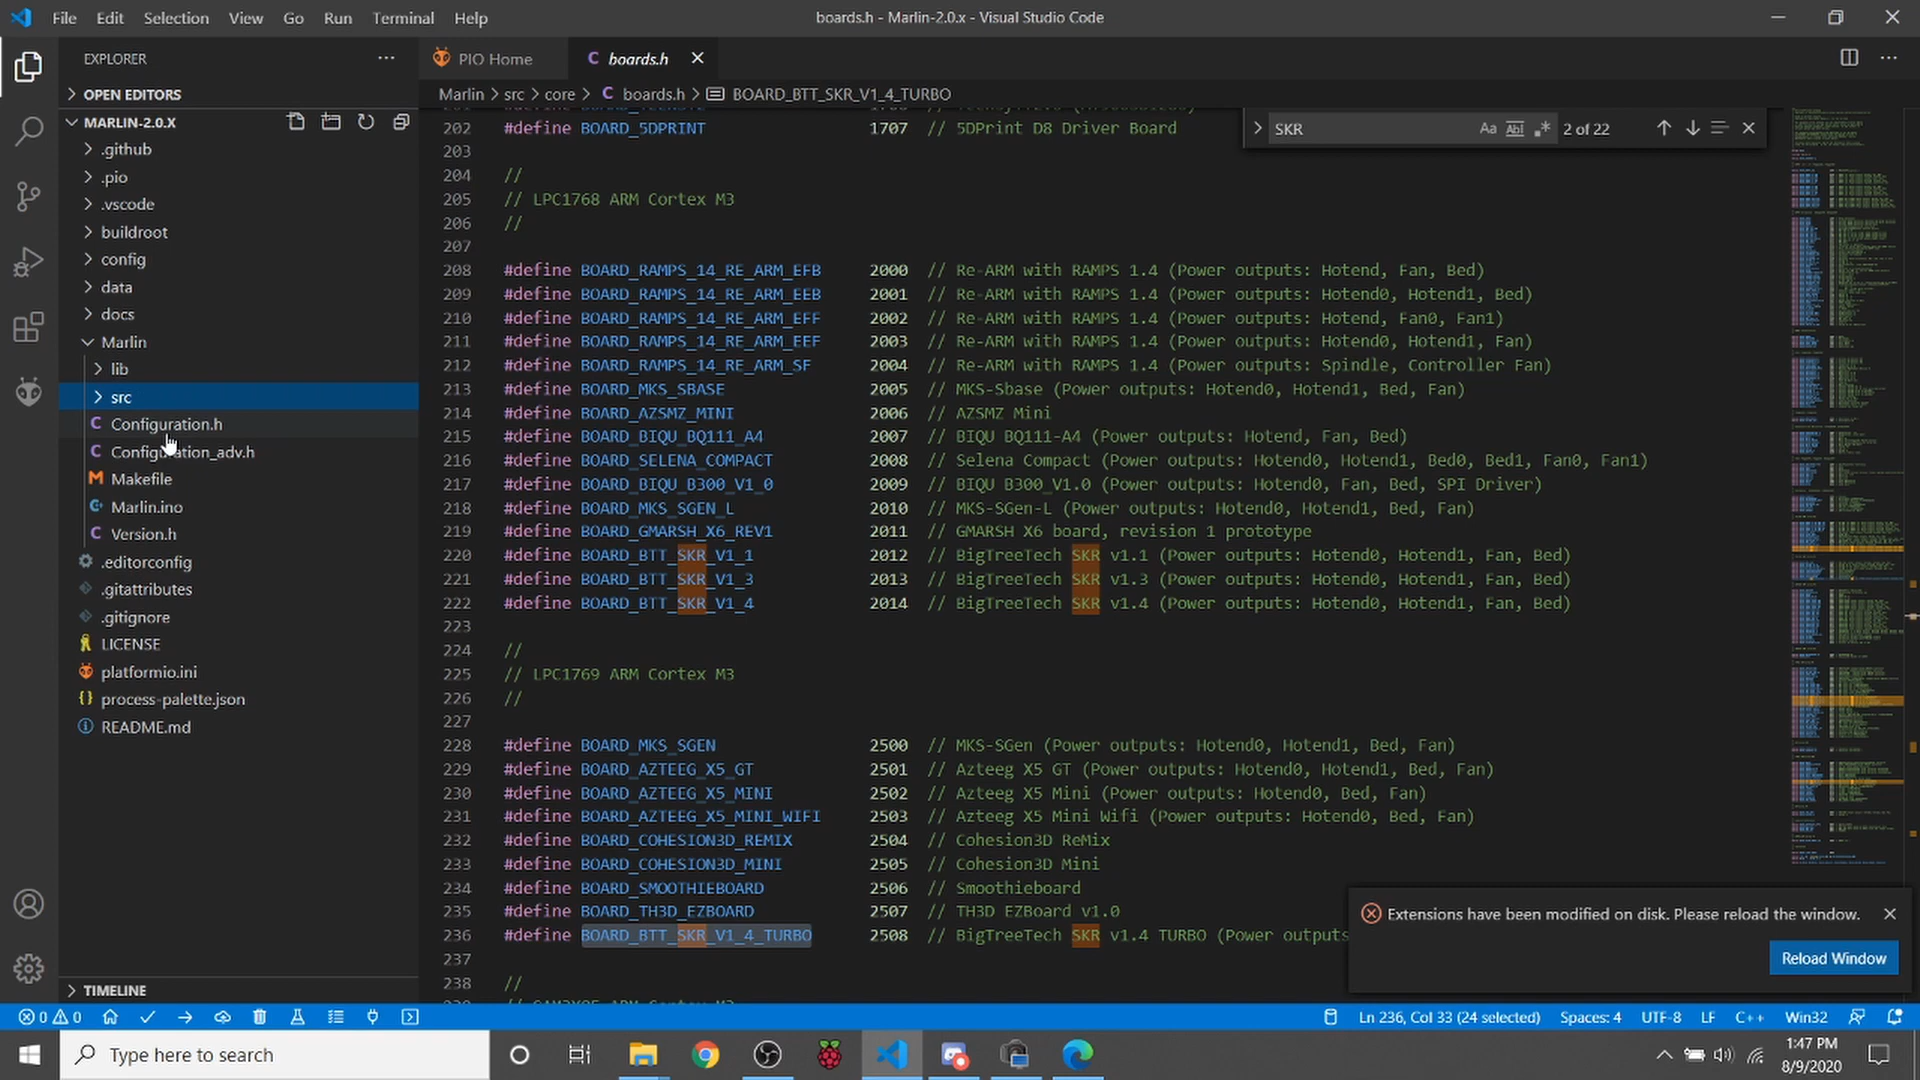 File Edit Selection View Go Run Terminal Help
boards.h - Marlin-2.0.x - Visual Studio Code
EXPLORER
OPEN EDITORS
MARLIN-2.0.X
.github
.pio
.vscode
buildroot
config
data
docs
Marlin
lib
src
Configuration.h
Configuration_adv.h
Makefile
Marlin.ino
Version.h
.editorconfig
.gitattributes
.gitignore
LICENSE
platformio.ini
process-palette.json
README.md
TIMELINE
PIO Home
boards.h
Marlin > src > core > boards.h > BOARD_BTT_SKR_V1_4_TURBO
SKR
Aa Abl 2 of 22
202 #define BOARD_5DPRINT 1707 // 5DPrint D8 Driver Board
203
204 //
205 // LPC1768 ARM Cortex M3
206 //
207
208 #define BOARD_RAMPS_14_RE_ARM_EFB 2000 // Re-ARM with RAMPS 1.4 (Power outputs: Hotend, Fan, Bed)
209 #define BOARD_RAMPS_14_RE_ARM_EEB 2001 // Re-ARM with RAMPS 1.4 (Power outputs: Hotend0, Hotend1, Bed)
210 #define BOARD_RAMPS_14_RE_ARM_EFF 2002 // Re-ARM with RAMPS 1.4 (Power outputs: Hotend, Fan0, Fan1)
211 #define BOARD_RAMPS_14_RE_ARM_EEF 2003 // Re-ARM with RAMPS 1.4 (Power outputs: Hotend0, Hotend1, Fan)
212 #define BOARD_RAMPS_14_RE_ARM_SF 2004 // Re-ARM with RAMPS 1.4 (Power outputs: Spindle, Controller Fan)
213 #define BOARD_MKS_SBASE 2005 // MKS-Sbase (Power outputs: Hotend0, Hotend1, Bed, Fan)
214 #define BOARD_AZSMZ_MINI 2006 // AZSMZ Mini
215 #define BOARD_BIQU_BQ111_A4 2007 // BIQU BQ111-A4 (Power outputs: Hotend, Fan, Bed)
216 #define BOARD_SELENA_COMPACT 2008 // Selena Compact (Power outputs: Hotend0, Hotend1, Bed0, Bed1, Fan0, Fan1)
217 #define BOARD_BIQU_B300_V1_0 2009 // BIQU B300_V1.0 (Power outputs: Hotend0, Fan, Bed, SPI Driver)
218 #define BOARD_MKS_SGEN_L 2010 // MKS-SGen-L (Power outputs: Hotend0, Hotend1, Bed, Fan)
219 #define BOARD_GMARSH_X6_REV1 2011 // GMARSH X6 board, revision 1 prototype
220 #define BOARD_BTT_SKR_V1_1 2012 // BigTreeTech SKR v1.1 (Power outputs: Hotend0, Hotend1, Fan, Bed)
221 #define BOARD_BTT_SKR_V1_3 2013 // BigTreeTech SKR v1.3 (Power outputs: Hotend0, Hotend1, Fan, Bed)
222 #define BOARD_BTT_SKR_V1_4 2014 // BigTreeTech SKR v1.4 (Power outputs: Hotend0, Hotend1, Fan, Bed)
223
224 //
225 // LPC1769 ARM Cortex M3
226 //
227
228 #define BOARD_MKS_SGEN 2500 // MKS-SGen (Power outputs: Hotend0, Hotend1, Bed, Fan)
229 #define BOARD_AZTEEG_X5_GT 2501 // Azteeg X5 GT (Power outputs: Hotend0, Hotend1, Bed, Fan)
230 #define BOARD_AZTEEG_X5_MINI 2502 // Azteeg X5 Mini (Power outputs: Hotend0, Bed, Fan)
231 #define BOARD_AZTEEG_X5_MINI_WIFI 2503 // Azteeg X5 Mini Wifi (Power outputs: Hotend0, Bed, Fan)
232 #define BOARD_COHESION3D_REMIX 2504 // Cohesion3D ReMix
233 #define BOARD_COHESION3D_MINI 2505 // Cohesion3D Mini
234 #define BOARD_SMOOTHIEBOARD 2506 // Smoothieboard
235 #define BOARD_TH3D_EZBOARD 2507 // TH3D EZBoard v1.0
236 #define BOARD_BTT_SKR_V1_4_TURBO 2508 // BigTreeTech SKR v1.4 TURBO (Power outputs
237
238 //
Extensions have been modified on disk. Please reload the window.
Reload Window
0 0
Ln 236, Col 33 (24 selected) Spaces: 4 UTF-8 LF C++ Win32
Type here to search
1:47 PM
8/9/2020